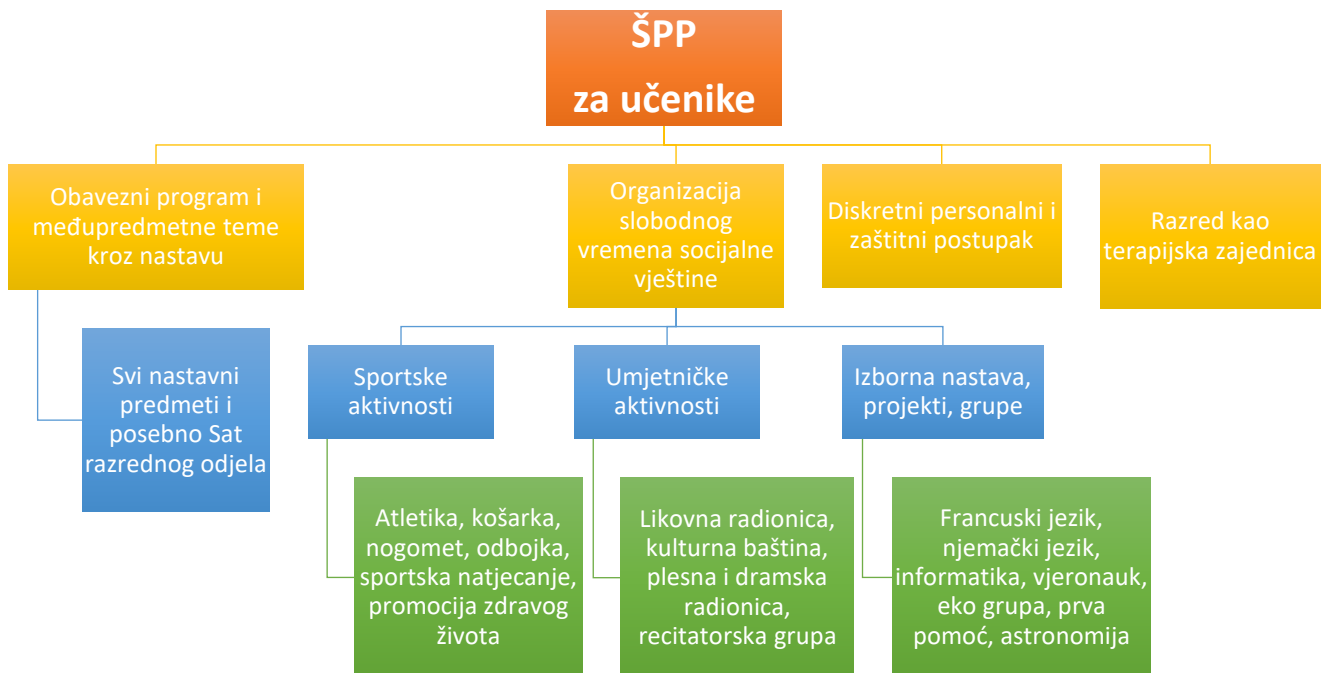 ŠPP
za učenike
Obavezni program i
međupredmetne teme
kroz nastavu
Organizacija
slobodnog
vremena socijalne
vještine
Diskretni personalni i
zaštitni postupak
Razred kao
terapijska zajednica
Svi nastavni
predmeti i
posebno Sat
razrednog odjela
Sportske
aktivnosti
Umjetničke
aktivnosti
Izborna nastava,
projekti, grupe
Atletika, košarka,
nogomet, odbojka,
sportska natjecanje,
promocija zdravog
života
Likovna radionica,
kulturna baština,
plesna i dramska
radionica,
recitatorska grupa
Francuski jezik,
njemački jezik,
informatika, vjeronauk,
eko grupa, prva
pomoć, astronomija